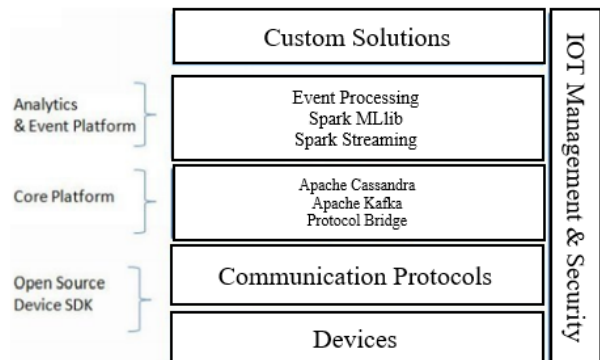 Custom Solutions
Analytics
& Event Platform
Event Processing
Spark MLlib
Spark Streaming
Core Platform
Apache Cassandra
Apache Kafka
Protocol Bridge
Open Source
Device SDK
Communication Protocols
Devices
IOT Management & Security